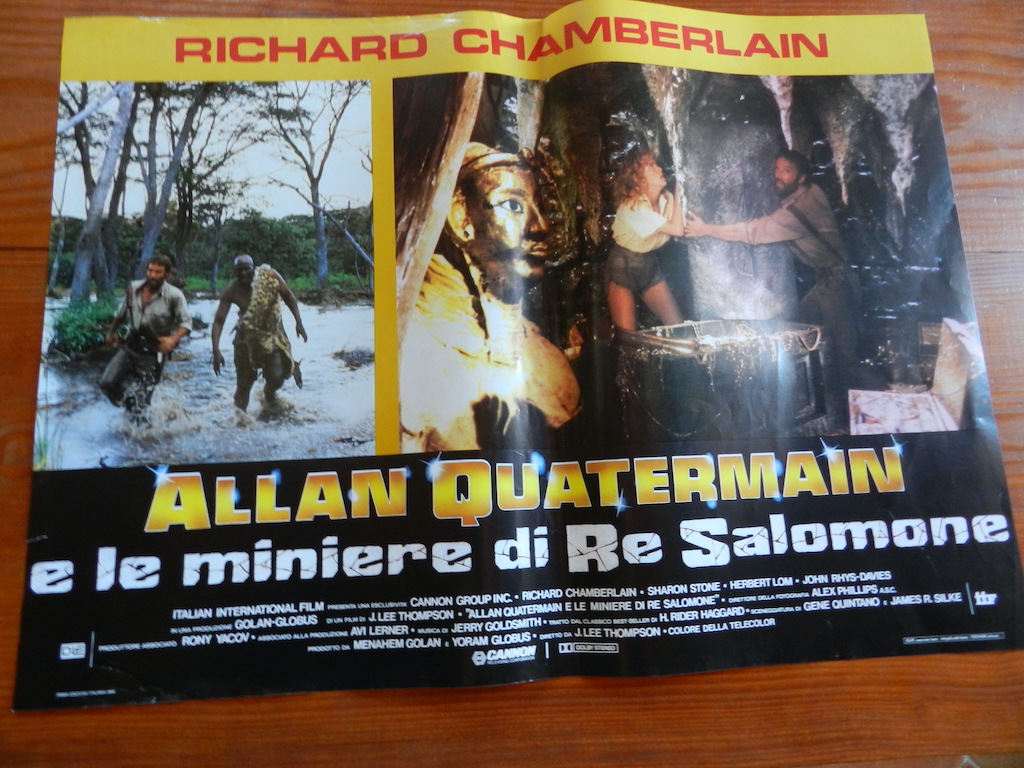 RICHARD CHAMBERLAIN
ALLAN QUATERMAIN
e le miniere di Re Salomone
ITALIAN INTERNATIONAL FILM PRESENTA UNA ESCLUSIVITÀ CANNON GROUP INC. • RICHARD CHAMBERLAIN • SHARON STONE • HERBERT LOM • JOHN RHYS-DAVIES
IN UNA PRODUZIONE GOLAN-GLOBUS IN UN FILM DI J. LEE THOMPSON • "ALLAN QUATERMAIN E LE MINIERE DI RE SALOMONE" • DIRETTORE DELLA FOTOGRAFIA ALEX PHILLIPS A.S.C.
PRODUTTORE ASSOCIATO RONY YACOV • ASSOCIATO ALLA PRODUZIONE AVI LERNER • MUSICA DI JERRY GOLDSMITH • TRATTO DAL CLASSICO BEST-SELLER DI H. RIDER HAGGARD • SCENEGGIATURA DI GENE QUINTANO E JAMES R. SILKE
PRODOTTO DA MENAHEM GOLAN E YORAM GLOBUS • DIRETTO DA J. LEE THOMPSON • COLORE DELLA TELECOLOR
CANNON
DOLBY STEREO